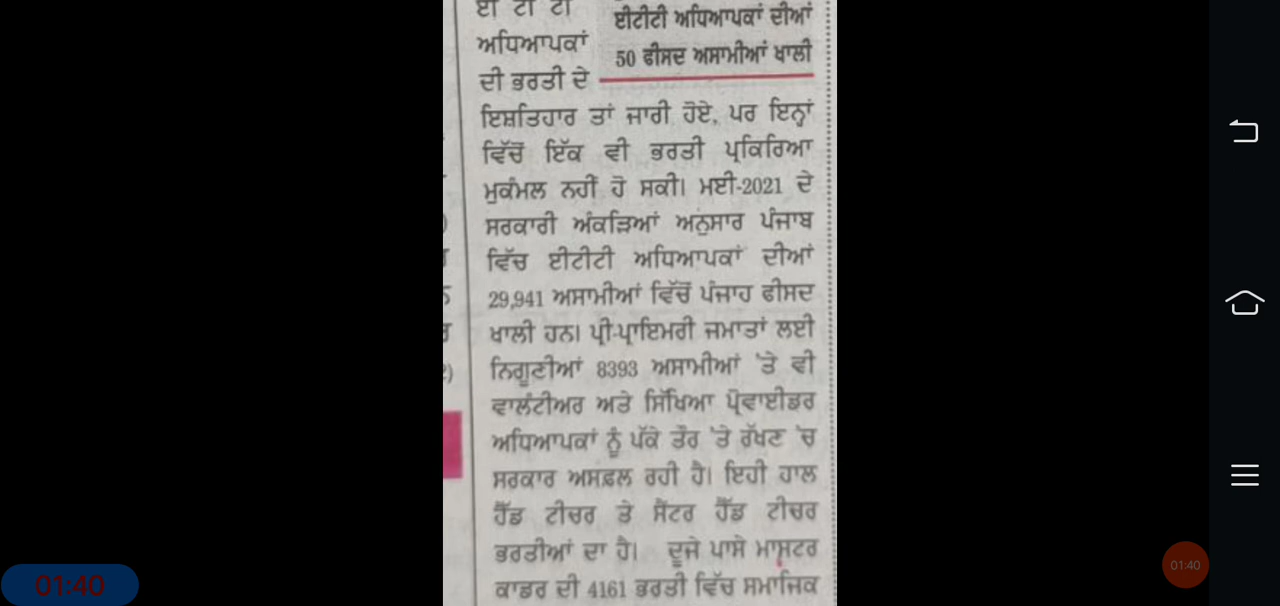 ਈਟੀਟੀ ਅਧਿਆਪਕਾਂ ਦੀਆਂ
50 ਫੀਸਦ ਅਸਾਮੀਆਂ ਖਾਲੀ
ਈ ਟੀ ਟੀ
ਅਧਿਆਪਕਾਂ
ਦੀ ਭਰਤੀ ਦੇ
ਇਸ਼ਤਿਹਾਰ ਤਾਂ ਜਾਰੀ ਹੋਏ, ਪਰ ਇਨ੍ਹਾਂ
ਵਿੱਚੋਂ ਇੱਕ ਵੀ ਭਰਤੀ ਪ੍ਰਕਿਰਿਆ
ਮੁਕੰਮਲ ਨਹੀਂ ਹੋ ਸਕੀ। ਮਈ-2021 ਦੇ
ਸਰਕਾਰੀ ਅੰਕੜਿਆਂ ਅਨੁਸਾਰ ਪੰਜਾਬ
ਵਿੱਚ ਈਟੀਟੀ ਅਧਿਆਪਕਾਂ ਦੀਆਂ
29,941 ਅਸਾਮੀਆਂ ਵਿੱਚੋਂ ਪੰਜਾਹ ਫੀਸਦ
ਖਾਲੀ ਹਨ। ਪ੍ਰੀ-ਪ੍ਰਾਇਮਰੀ ਜਮਾਤਾਂ ਲਈ
ਨਿਗੂਣੀਆਂ 8393 ਅਸਾਮੀਆਂ 'ਤੇ ਵੀ
ਵਾਲੰਟੀਅਰ ਅਤੇ ਸਿੱਖਿਆ ਪ੍ਰੋਵਾਈਡਰ
ਅਧਿਆਪਕਾਂ ਨੂੰ ਪੱਕੇ ਤੌਰ 'ਤੇ ਰੱਖਣ 'ਚ
ਸਰਕਾਰ ਅਸਫ਼ਲ ਰਹੀ ਹੈ। ਇਹੀ ਹਾਲ
ਹੈੱਡ ਟੀਚਰ ਤੇ ਸੈਂਟਰ ਹੈੱਡ ਟੀਚਰ
ਭਰਤੀਆਂ ਦਾ ਹੈ। ਦੂਜੇ ਪਾਸੇ ਮਾਸਟਰ
ਕਾਡਰ ਦੀ 4161 ਭਰਤੀ ਵਿੱਚ ਸਮਾਜਿਕ
01:40
01:40